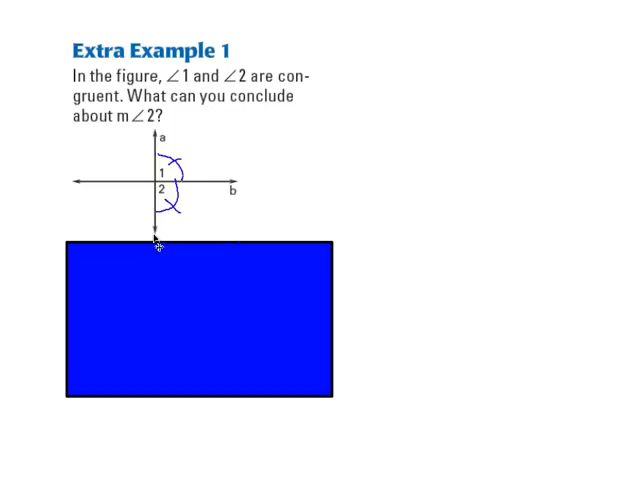 Extra Example 1
In the figure, ∠1 and ∠2 are con-
gruent. What can you conclude
about m∠2?
a
1
2
b